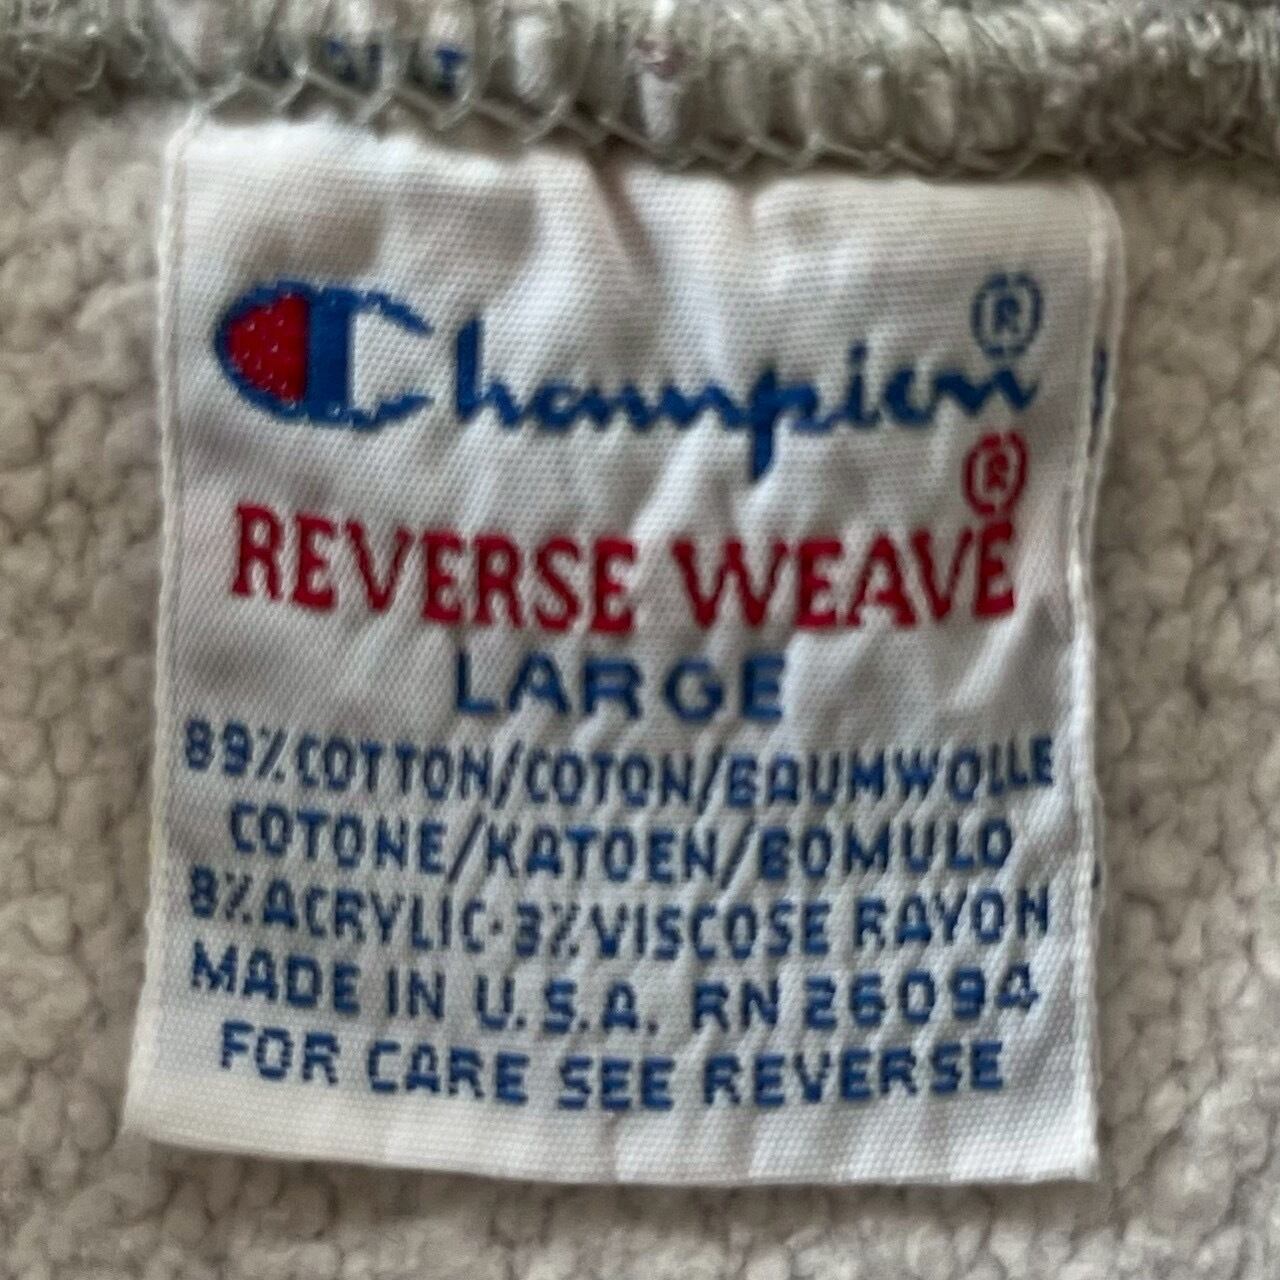 Champion®
REVERSE WEAVE®
LARGE
89% COTTON/COTON/BAUMWOLLE
COTONE/KATOEN/BOMULD
8% ACRYLIC·3% VISCOSE RAYON
MADE IN U.S.A. RN 26094
FOR CARE SEE REVERSE